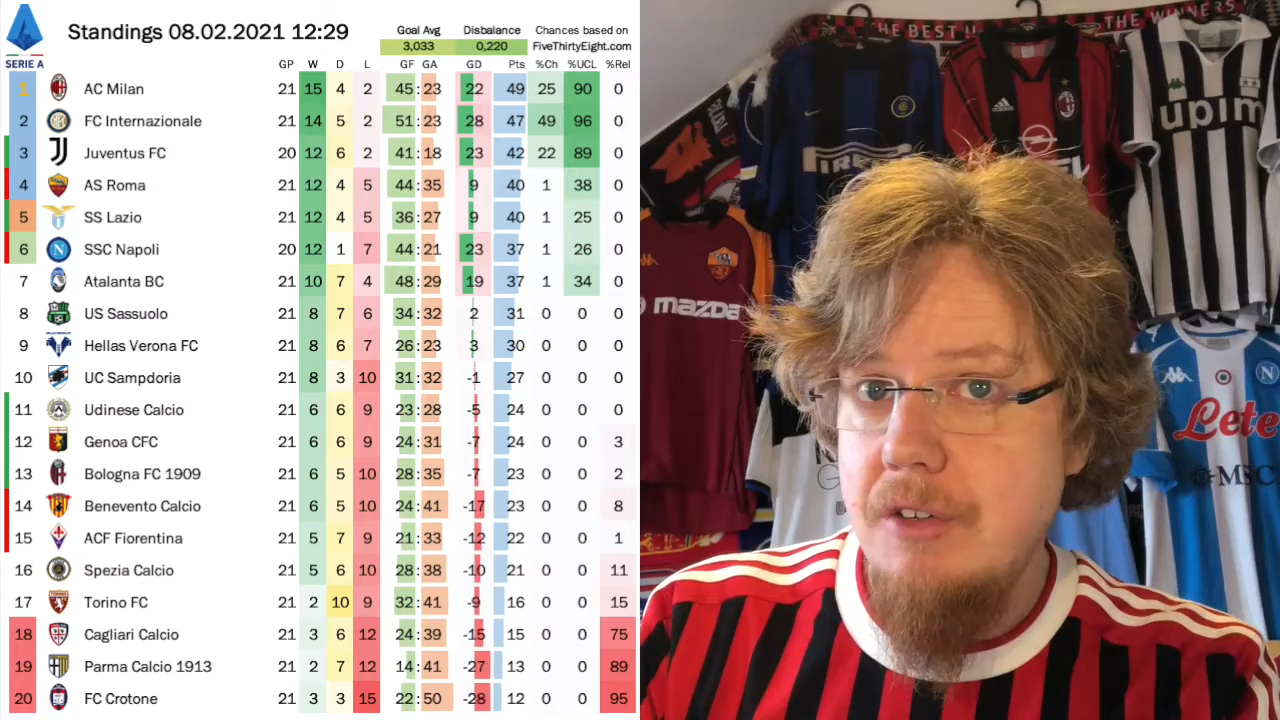 Standings 08.02.2021 12:29
Goal Avg Disbalance Chances based on
3,033 0,220 FiveThirtyEight.com
SERIE A GP W D L GF GA GD Pts %Ch %UCL %Rel
1 AC Milan 21 15 4 2 45:23 22 49 25 90 0
2 FC Internazionale 21 14 5 2 51:23 28 47 49 96 0
3 Juventus FC 20 12 6 2 41:18 23 42 22 89 0
4 AS Roma 21 12 4 5 44:35 9 40 1 38 0
5 SS Lazio 21 12 4 5 36:27 9 40 1 25 0
6 SSC Napoli 20 12 1 7 44:21 23 37 1 26 0
7 Atalanta BC 21 10 7 4 48:29 19 37 1 34 0
8 US Sassuolo 21 8 7 6 34:32 2 31 0 0 0
9 Hellas Verona FC 21 8 6 7 26:23 3 30 0 0 0
10 UC Sampdoria 21 8 3 10 31:32 -1 27 0 0 0
11 Udinese Calcio 21 6 6 9 23:28 -5 24 0 0 0
12 Genoa CFC 21 6 6 9 24:31 -7 24 0 0 3
13 Bologna FC 1909 21 6 5 10 28:35 -7 23 0 0 2
14 Benevento Calcio 21 6 5 10 24:41 -17 23 0 0 8
15 ACF Fiorentina 21 5 7 9 21:33 -12 22 0 0 1
16 Spezia Calcio 21 5 6 10 28:38 -10 21 0 0 11
17 Torino FC 21 2 10 9 32:41 -9 16 0 0 15
18 Cagliari Calcio 21 3 6 12 24:39 -15 15 0 0 75
19 Parma Calcio 1913 21 2 7 12 14:41 -27 13 0 0 89
20 FC Crotone 21 3 3 15 22:50 -28 12 0 0 95
THE BEST
THE WINNERS
PIRELLI
upim
mazda
Lete
MSC